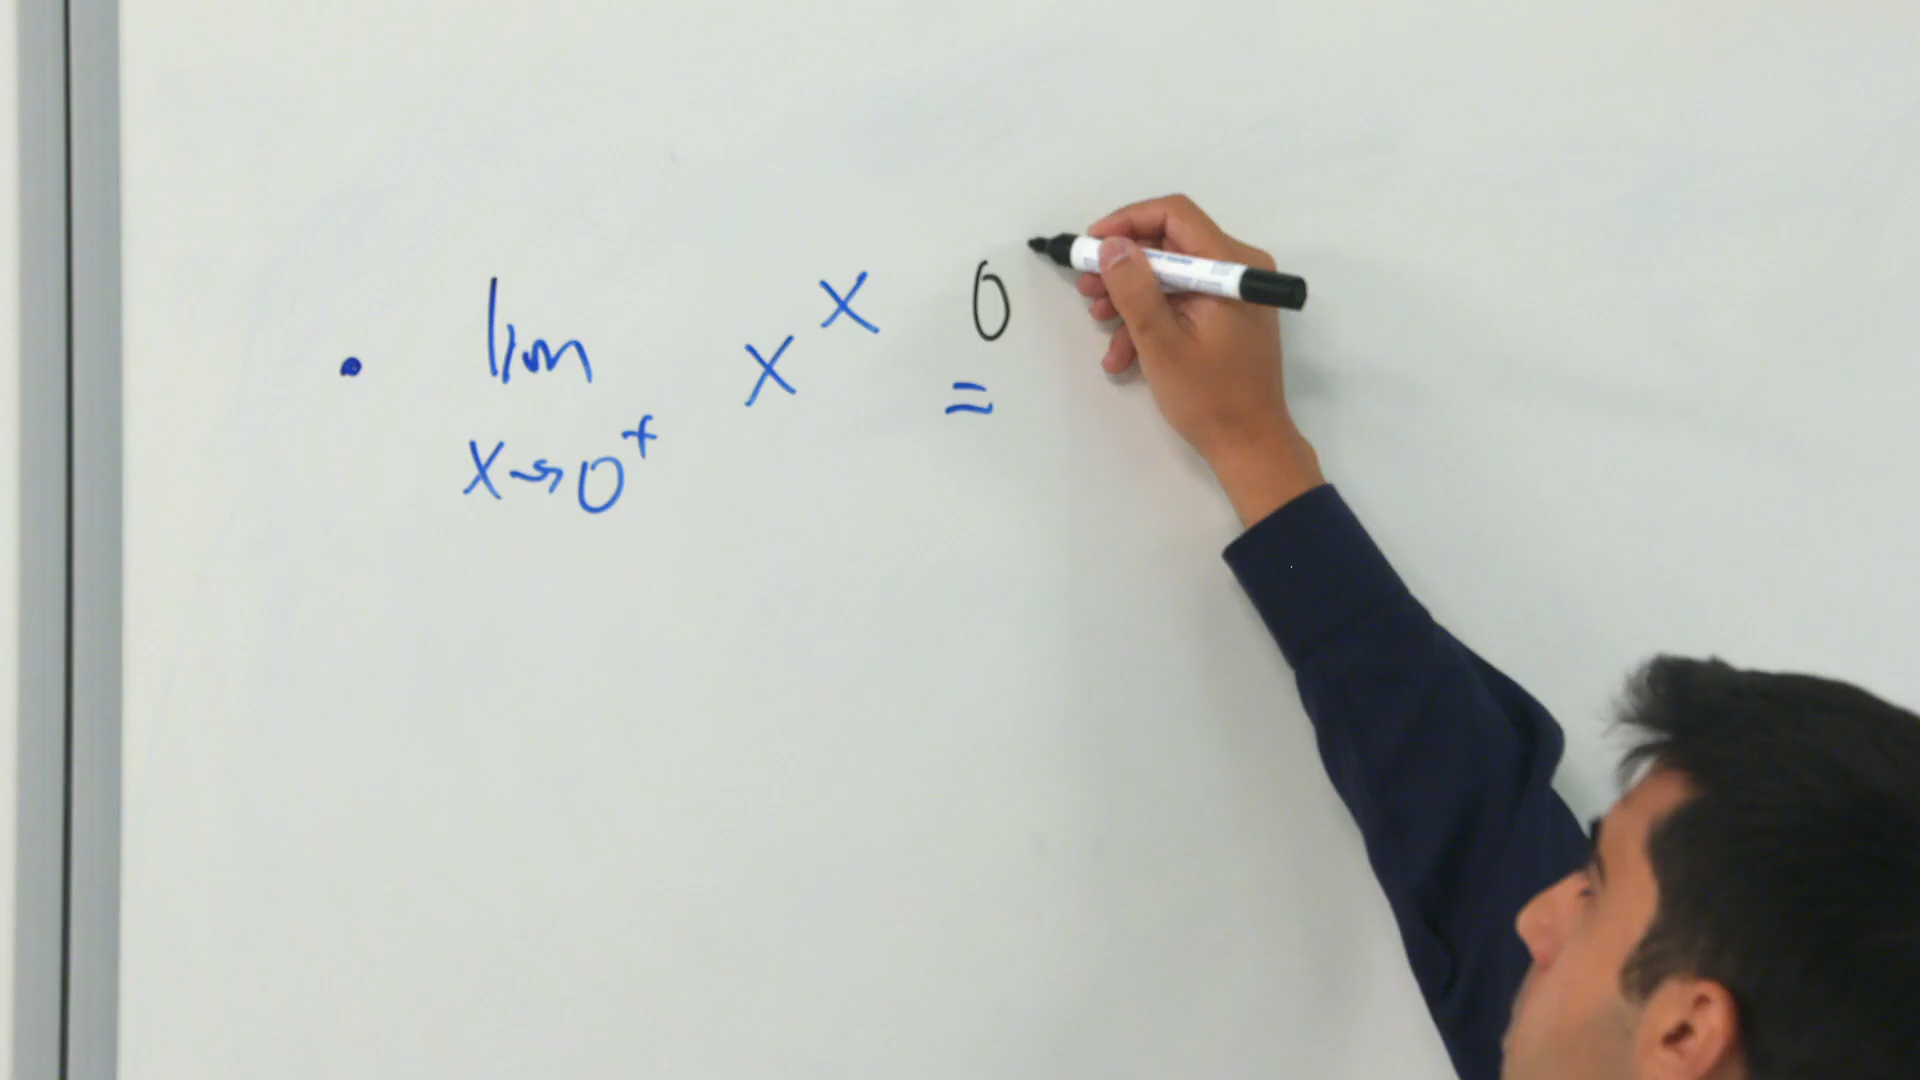 • lim x^x = 0
x→0⁺